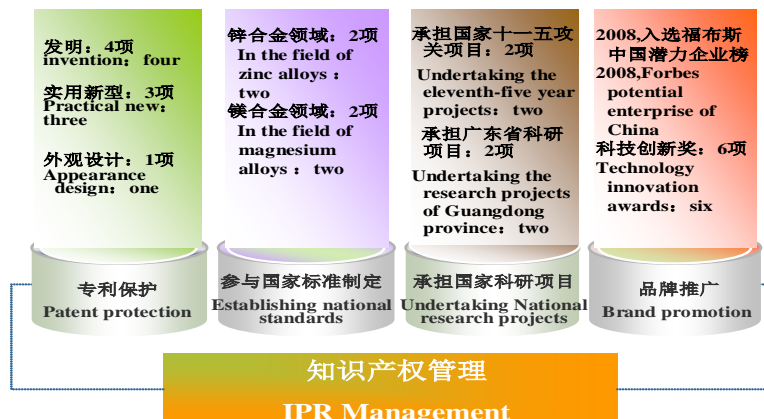 发明：4项
invention：four
实用新型：3项
Practical new：
three
外观设计：1项
Appearance
design：one
锌合金领域：2项
In the field of
zinc alloys：
two
镁合金领域：2项
In the field of
magnesium
alloys：two
承担国家十一五攻
关项目：2项
Undertaking the
eleventh-five year
projects：two
承担广东省科研
项目：2项
Undertaking the
research projects
of Guangdong
province：two
2008,入选福布斯
中国潜力企业榜
2008,Forbes
potential
enterprise of
China
科技创新奖：6项
Technology
innovation
awards：six
专利保护
Patent protection
参与国家标准制定
Establishing national
standards
承担国家科研项目
Undertaking National
research projects
品牌推广
Brand promotion
知识产权管理
IPR Management